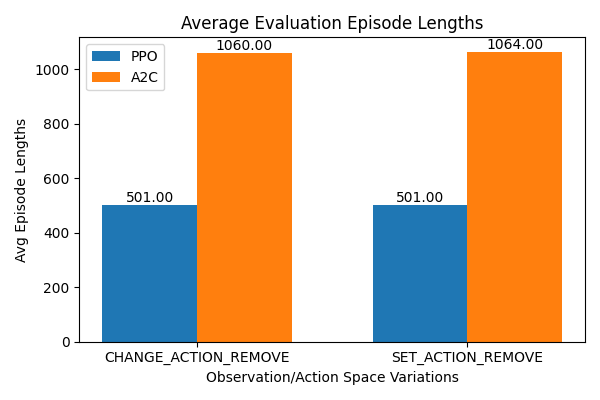 Average Evaluation Episode Lengths
PPO
A2C
1060.00
1064.00
501.00
501.00
1000
800
600
400
200
0
Avg Episode Lengths
CHANGE_ACTION_REMOVE
SET_ACTION_REMOVE
Observation/Action Space Variations